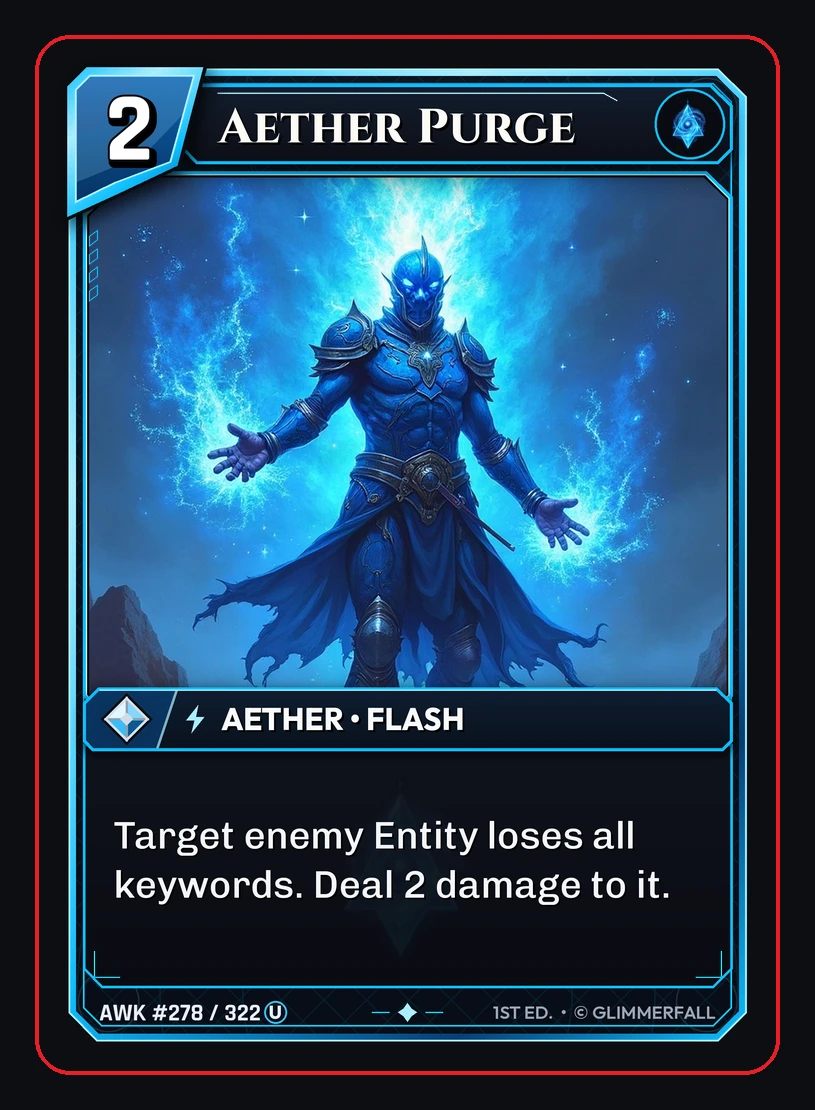 2
AETHER PURGE
AETHER • FLASH
Target enemy Entity loses all
keywords. Deal 2 damage to it.
AWK #278 / 322 U
1ST ED. • © GLIMMERFALL